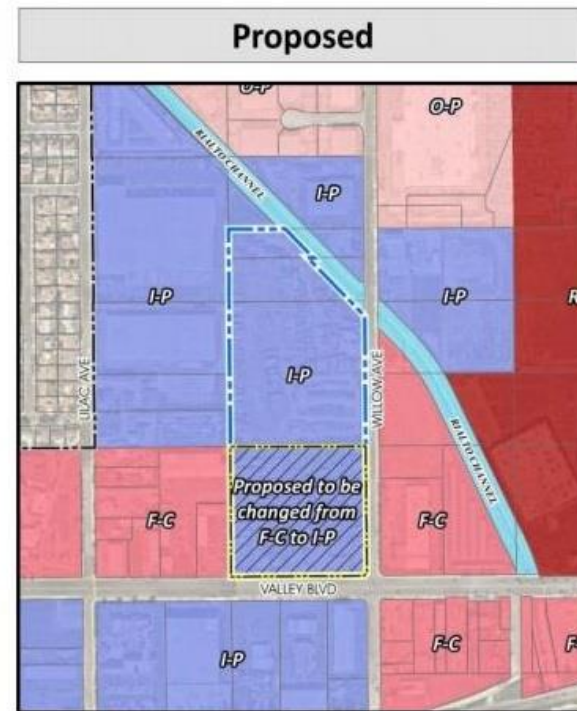 Proposed
O-P
O-P
RIALTO CHANNEL
I-P
I-P
I-P
R
I-P
LILAC AVE
WILLOW AVE
RIALTO CHANNEL
Proposed to be
changed from
F-C to I-P
F-C
F-C
VALLEY BLVD
I-P
F-C
F-